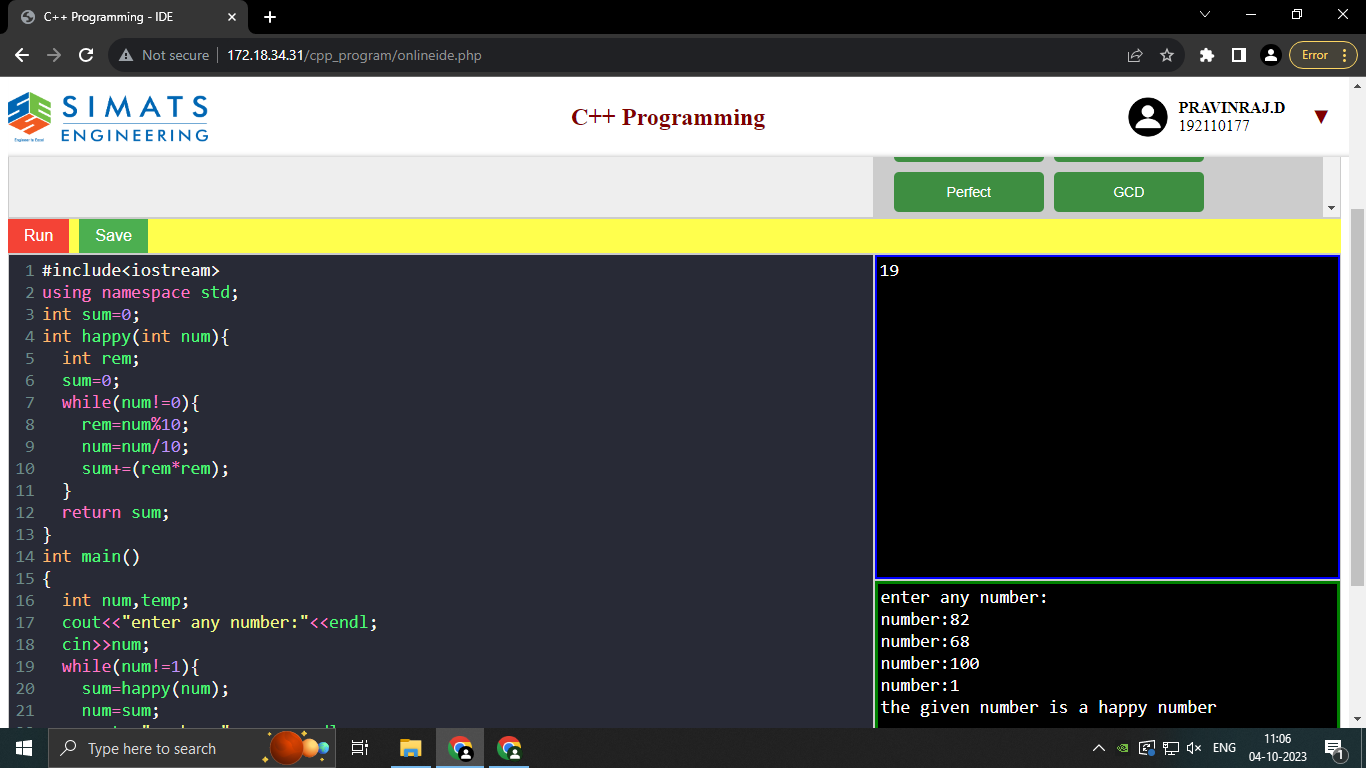 C++ Programming - IDE
Not secure
172.18.34.31/cpp_program/onlineide.php
Error
SIMATS
ENGINEERING
C++ Programming
PRAVINRAJ.D
192110177
Perfect
GCD
Run
Save
1 #include<iostream>
2 using namespace std;
3 int sum=0;
4 int happy(int num){
5   int rem;
6   sum=0;
7   while(num!=0){
8     rem=num%10;
9     num=num/10;
10     sum+=(rem*rem);
11   }
12   return sum;
13 }
14 int main()
15 {
16   int num,temp;
17   cout<<"enter any number:"<<endl;
18   cin>>num;
19   while(num!=1){
20     sum=happy(num);
21     num=sum;
19
enter any number:
number:82
number:68
number:100
number:1
the given number is a happy number
Type here to search
ENG
11:06
04-10-2023
1